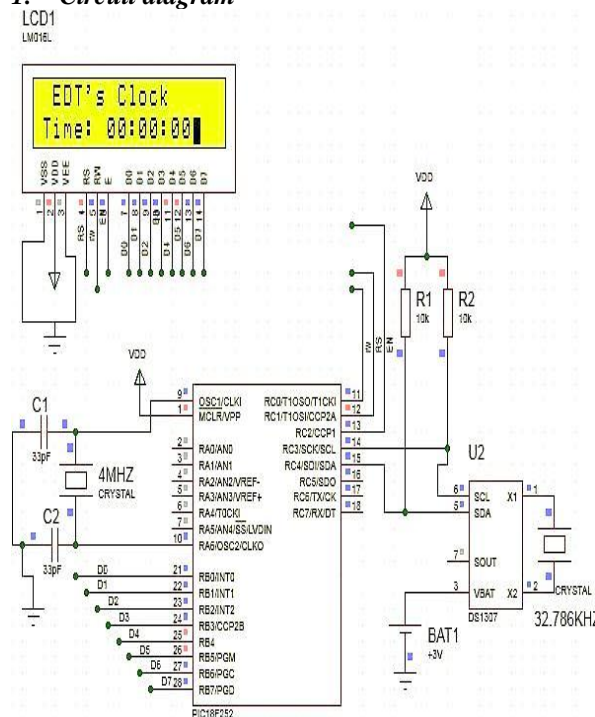 1. Circuit diagram
LCD1
LM016L
EDT's Clock
Time: 00:00:00
VSS VDD VEE RS RW E D0 D1 D2 D3 D4 D5 D6 D7
1 2 3 4 5 6 7 8 9 10 11 12 13 14
RS rw EN D0 D1 D2 D3 D4 D5 D6 D7
VDD
R1
10k
R2
10k
rw RS EN
VDD
C1
33pF
4MHZ
CRYSTAL
C2
33pF
9 OSC1/CLKI
1 MCLR/VPP
2 RA0/AN0
3 RA1/AN1
4 RA2/AN2/VREF-
5 RA3/AN3/VREF+
6 RA4/T0CKI
7 RA5/AN4/SS/LVDIN
10 RA6/OSC2/CLKO
D0 21 RB0/INT0
D1 22 RB1/INT1
D2 23 RB2/INT2
D3 24 RB3/CCP2B
D4 25 RB4
D5 26 RB5/PGM
D6 27 RB6/PGC
D7 28 RB7/PGD
RC0/T1OSO/T1CKI 11
RC1/T1OSI/CCP2A 12
RC2/CCP1 13
RC3/SCK/SCL 14
RC4/SDI/SDA 15
RC5/SDO 16
RC6/TX/CK 17
RC7/RX/DT 18
PIC18F252
U2
6 SCL X1 1
5 SDA
7 SOUT
3 VBAT X2 2
DS1307
CRYSTAL
32.786KHZ
BAT1
+3V